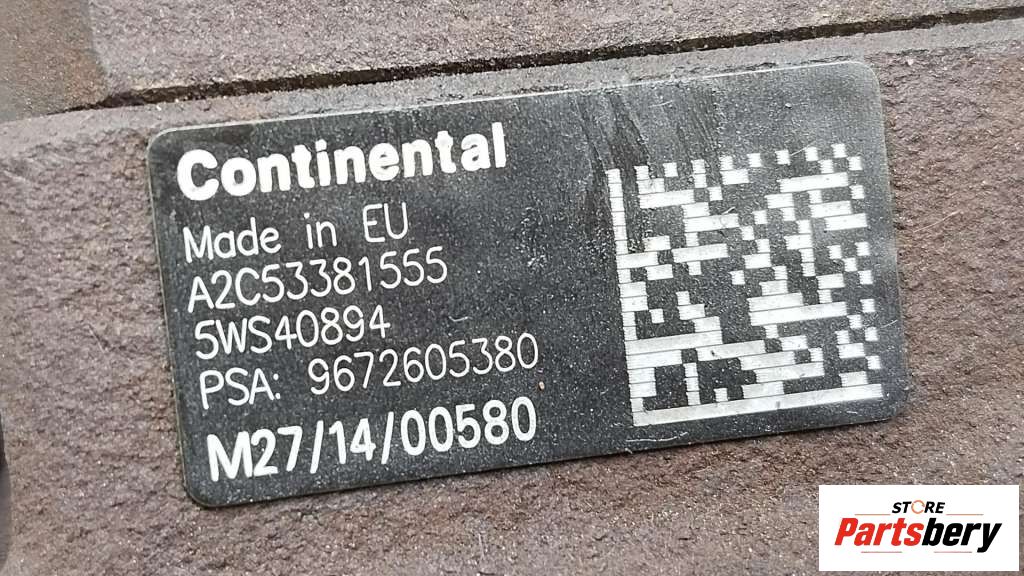 Continental
Made in EU
A2C53381555
5WS40894
PSA: 9672605380
M27/14/00580
STORE
Partsbery